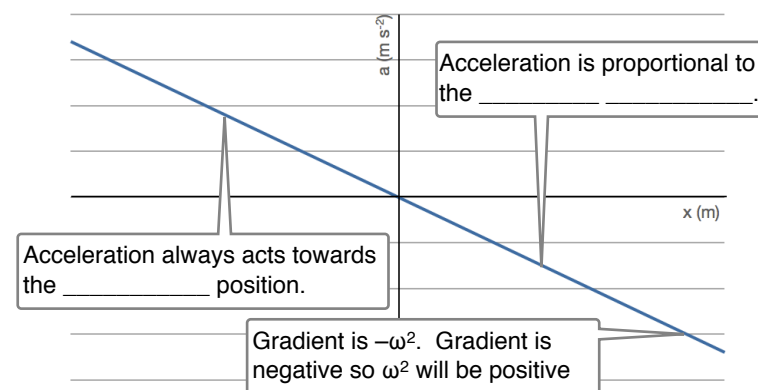 a (m s⁻²)
Acceleration is proportional to
the _________ ___________.
x (m)
Acceleration always acts towards
the ___________ position.
Gradient is –ω². Gradient is
negative so ω² will be positive